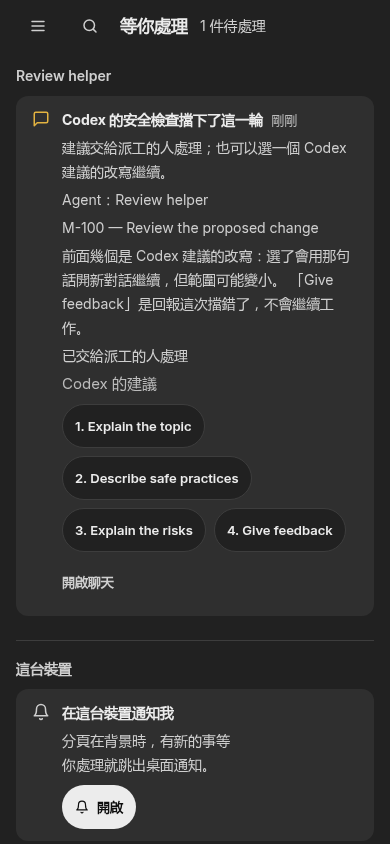 等你處理 1 件待處理
Review helper
Codex 的安全檢查擋下了這一輪 剛剛
建議交給派工的人處理；也可以選一個 Codex
建議的改寫繼續。
Agent：Review helper
M-100 — Review the proposed change
前面幾個是 Codex 建議的改寫：選了會用那句
話開新對話繼續，但範圍可能變小。「Give
feedback」是回報這次擋錯了，不會繼續工
作。
已交給派工的人處理
Codex 的建議
1. Explain the topic
2. Describe safe practices
3. Explain the risks 4. Give feedback
開啟聊天
這台裝置
在這台裝置通知我
分頁在背景時，有新的事等
你處理就跳出桌面通知。
開啟